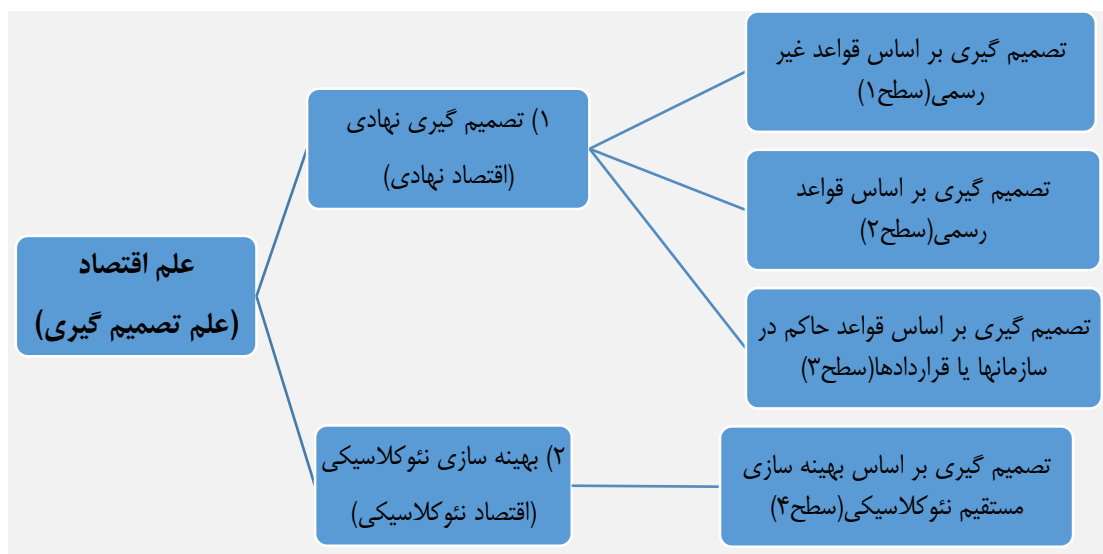 علم اقتصاد
(علم تصمیم گیری)
۱) تصمیم گیری نهادی
(اقتصاد نهادی)
تصمیم گیری بر اساس قواعد غیر
رسمی(سطح۱)
تصمیم گیری بر اساس قواعد
رسمی(سطح۲)
تصمیم گیری بر اساس قواعد حاکم در
سازمانها یا قراردادها(سطح۳)
۲) بهینه سازی نئوکلاسیکی
(اقتصاد نئوکلاسیکی)
تصمیم گیری بر اساس بهینه سازی
مستقیم نئوکلاسیکی(سطح۴)